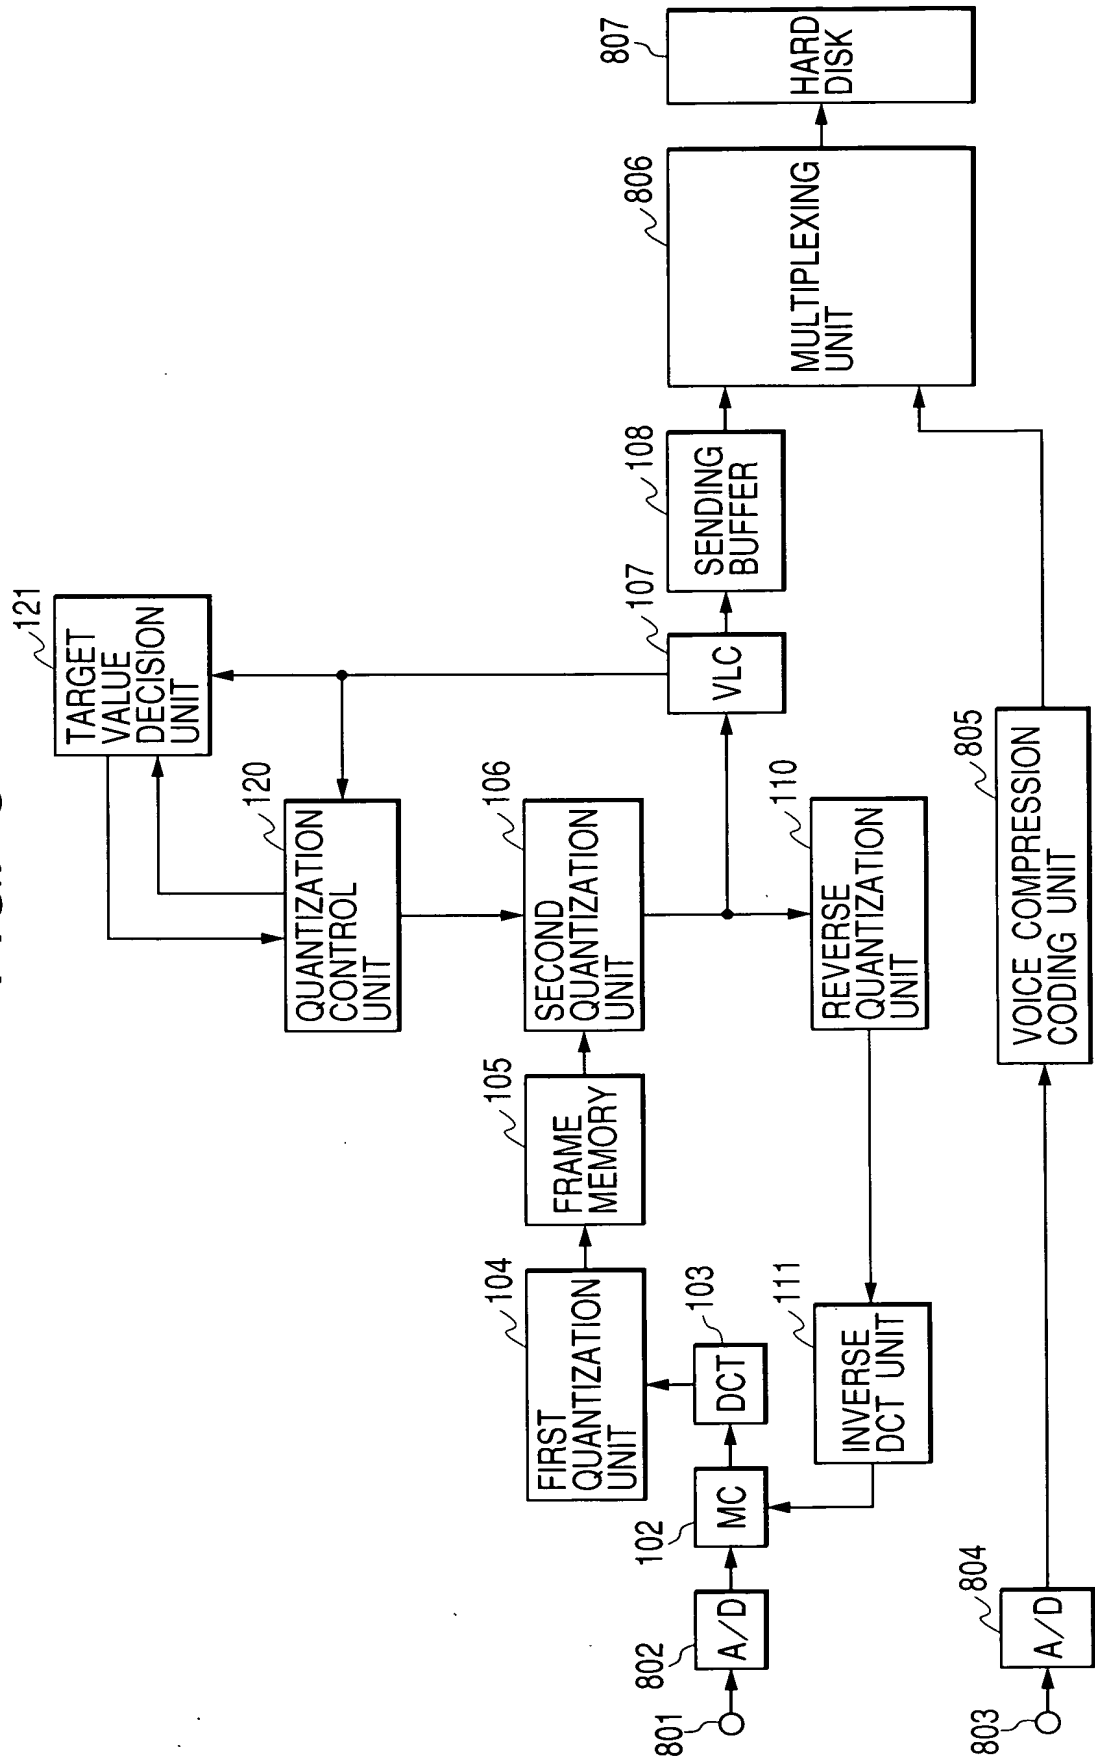 121
TARGET
VALUE
DECISION
UNIT
120
QUANTIZATION
CONTROL
UNIT
104
FIRST
QUANTIZATION
UNIT
105
FRAME
MEMORY
106
SECOND
QUANTIZATION
UNIT
801
802
A/D
102
MC
103
DCT
107
VLC
108
SENDING
BUFFER
806
MULTIPLEXING
UNIT
807
HARD
DISK
111
INVERSE
DCT UNIT
110
REVERSE
QUANTIZATION
UNIT
803
804
A/D
805
VOICE COMPRESSION
CODING UNIT